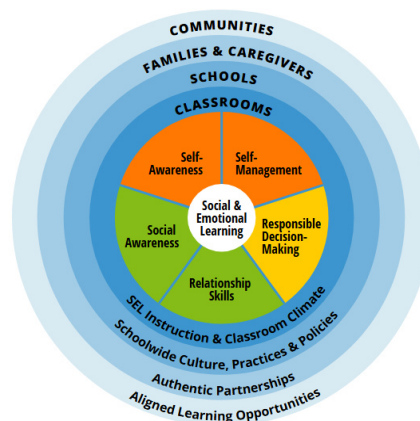 COMMUNITIES
FAMILIES & CAREGIVERS
SCHOOLS
CLASSROOMS
Self-
Awareness
Self-
Management
Social &
Emotional
Learning
Social
Awareness
Responsible
Decision-
Making
Relationship
Skills
SEL Instruction & Classroom Climate
Schoolwide Culture, Practices & Policies
Authentic Partnerships
Aligned Learning Opportunities